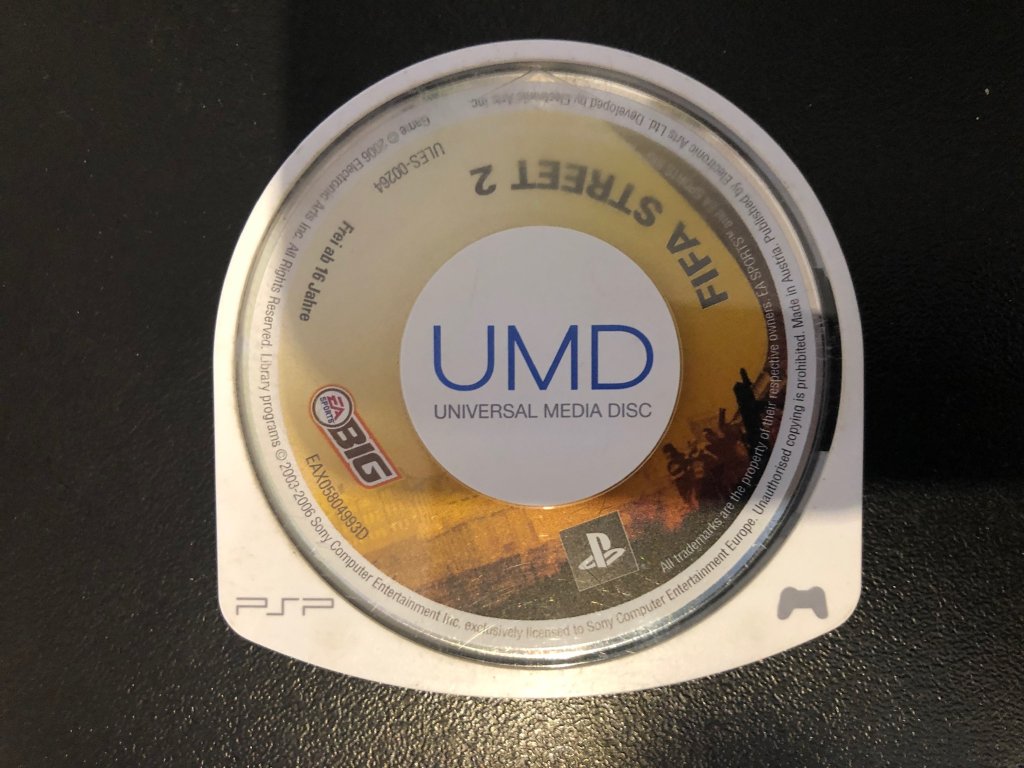 UMD
UNIVERSAL MEDIA DISC
FIFA STREET 2
ULES-00264
Frei ab 16 Jahre
EA
SPORTS
BIG
EAX05804993D
PSP
Game © 2006 Electronic Arts Inc. All Rights Reserved. Library programs © 2003-2006 Sony Computer Entertainment Inc. exclusively licensed to Sony Computer Entertainment Europe. Unauthorised copying is prohibited. Made in Austria. Published by Electronic Arts Ltd. Developed by Electronic Arts Inc.
All trademarks are the property of their respective owners. EA SPORTS™ and